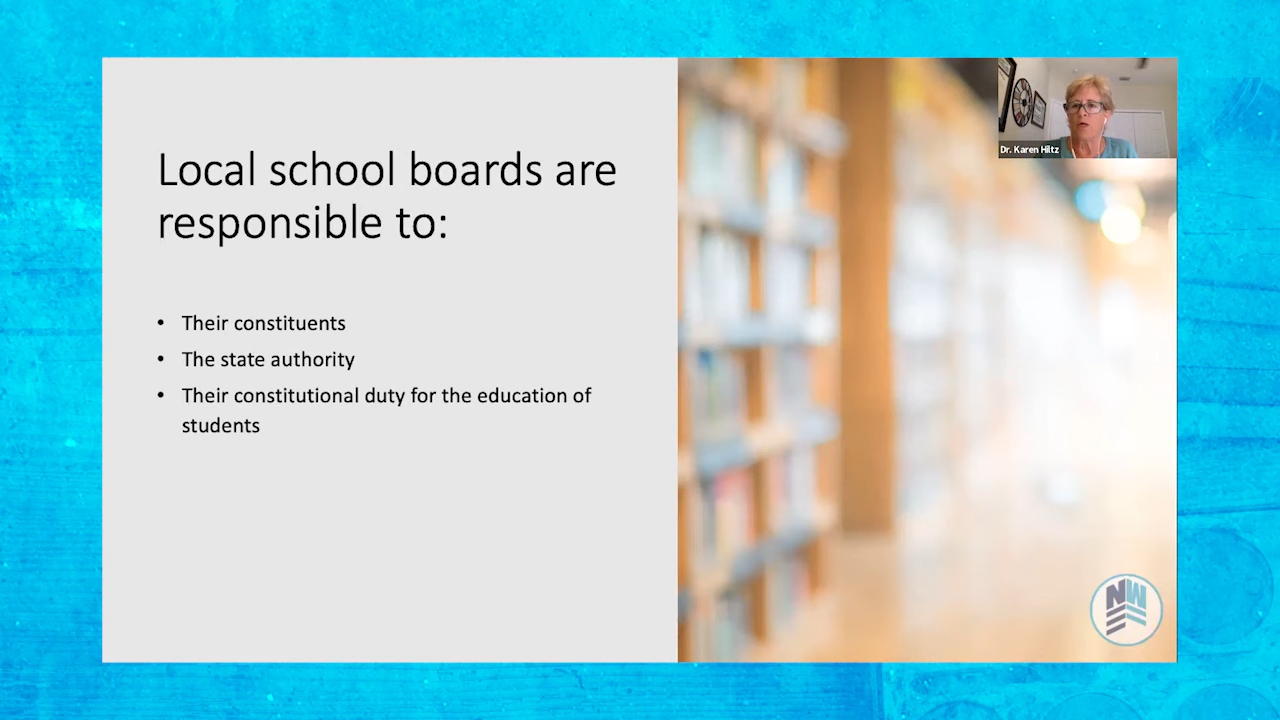 Local school boards are
responsible to:
• Their constituents
• The state authority
• Their constitutional duty for the education of
students
Dr. Karen Hiltz
NW